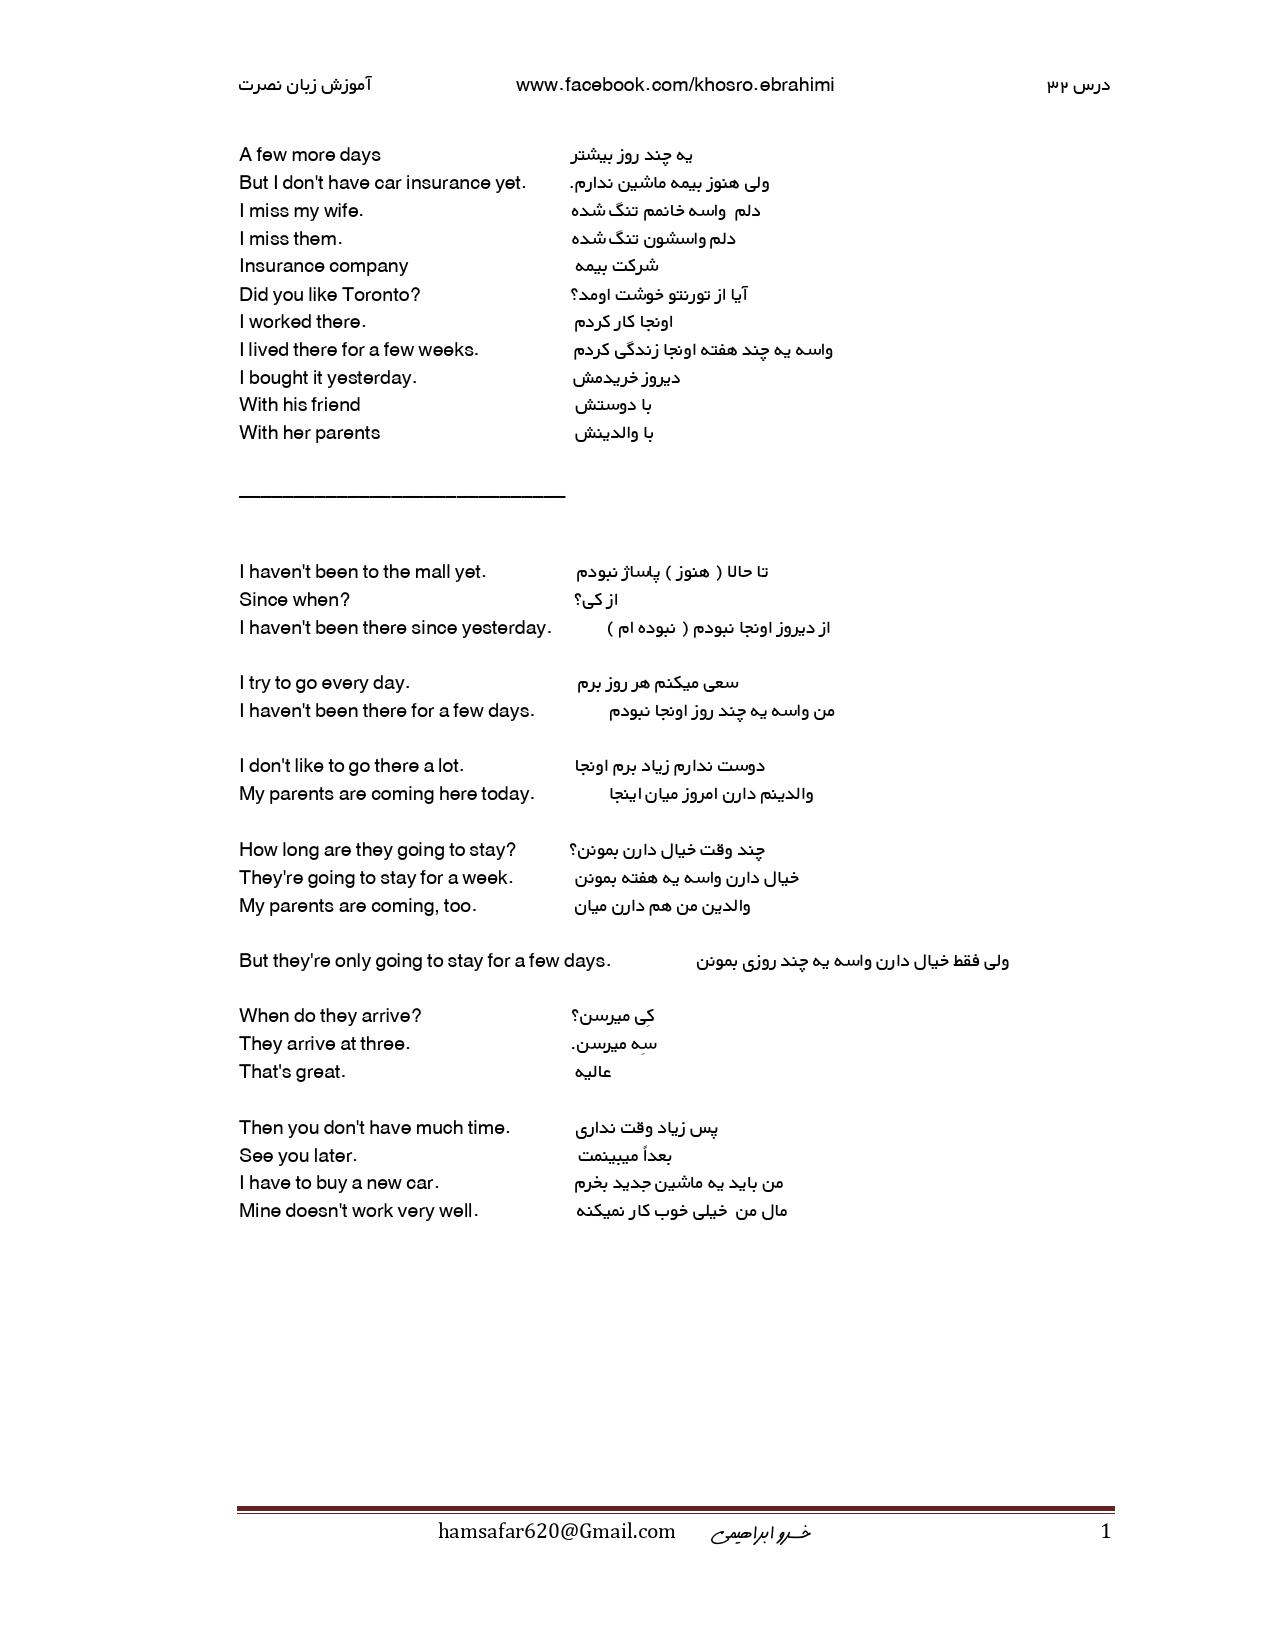 آموزش زبان نصرت www.facebook.com/khosro.ebrahimi درس ۳۲
A few more days یه چند روز بیشتر
But I don't have car insurance yet. ولی هنوز بیمه ماشین ندارم.
I miss my wife. دلم واسه خانمم تنگ شده
I miss them. دلم واسشون تنگ شده
Insurance company شرکت بیمه
Did you like Toronto? آیا از تورنتو خوشت اومد؟
I worked there. اونجا کار کردم
I lived there for a few weeks. واسه یه چند هفته اونجا زندگی کردم
I bought it yesterday. دیروز خریدمش
With his friend با دوستش
With her parents با والدینش
______________________________
I haven't been to the mall yet. تا حالا ( هنوز ) پاساژ نبودم
Since when? از کی؟
I haven't been there since yesterday. از دیروز اونجا نبودم ( نبوده ام )
I try to go every day. سعی میکنم هر روز برم
I haven't been there for a few days. من واسه یه چند روز اونجا نبودم
I don't like to go there a lot. دوست ندارم زیاد برم اونجا
My parents are coming here today. والدینم دارن امروز میان اینجا
How long are they going to stay? چند وقت خیال دارن بمونن؟
They're going to stay for a week. خیال دارن واسه یه هفته بمونن
My parents are coming, too. والدین من هم دارن میان
But they're only going to stay for a few days. ولی فقط خیال دارن واسه یه چند روزی بمونن
When do they arrive? کِی میرسن؟
They arrive at three. سِه میرسن.
That's great. عالیه
Then you don't have much time. پس زیاد وقت نداری
See you later. بعداً میبینمت
I have to buy a new car. من باید یه ماشین جدید بخرم
Mine doesn't work very well. مال من خیلی خوب کار نمیکنه
hamsafar620@Gmail.com خسرو ابراهیمی 1